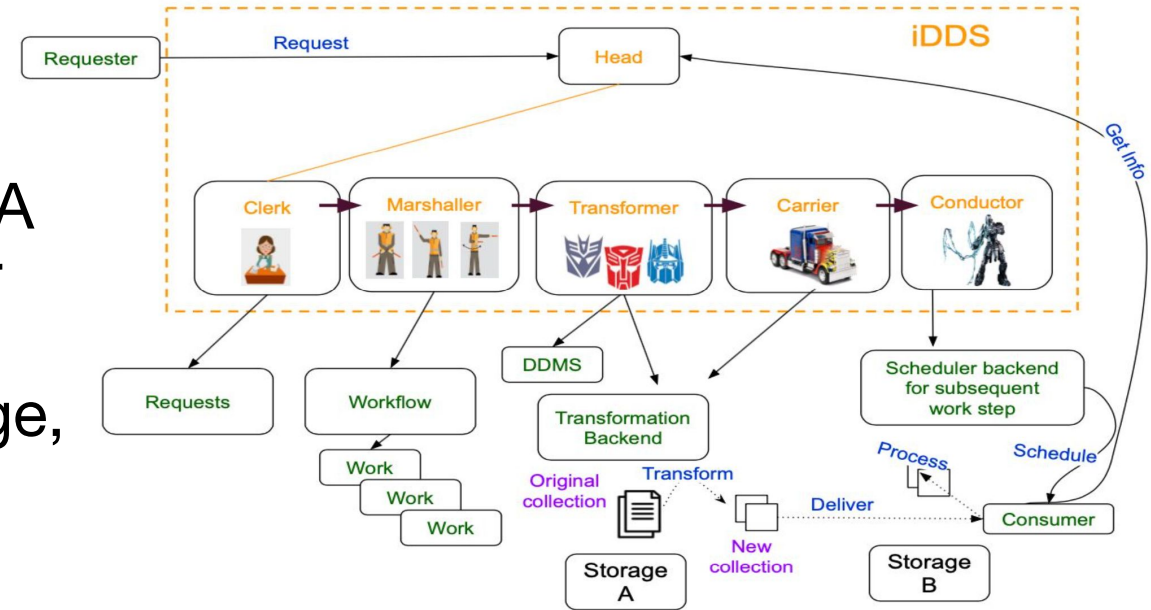 iDDS
Requester
Request
Head
Get Info
A
Clerk
Marshaller
Transformer
Carrier
Conductor
ge,
Requests
Workflow
Work
Work
Work
DDMS
Transformation
Backend
Scheduler backend
for subsequent
work step
Original
collection
Transform
Process
Schedule
Deliver
Consumer
New
collection
Storage
A
Storage
B